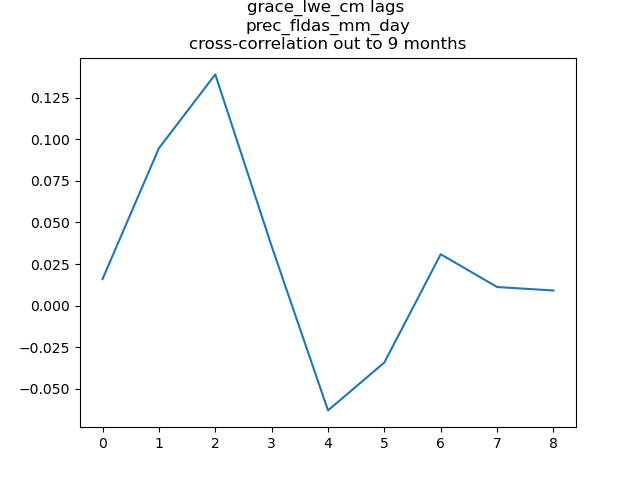 grace_lwe_cm lags
prec_fldas_mm_day
cross-correlation out to 9 months
0.125
0.100
0.075
0.050
0.025
0.000
−0.025
−0.050
0 1 2 3 4 5 6 7 8